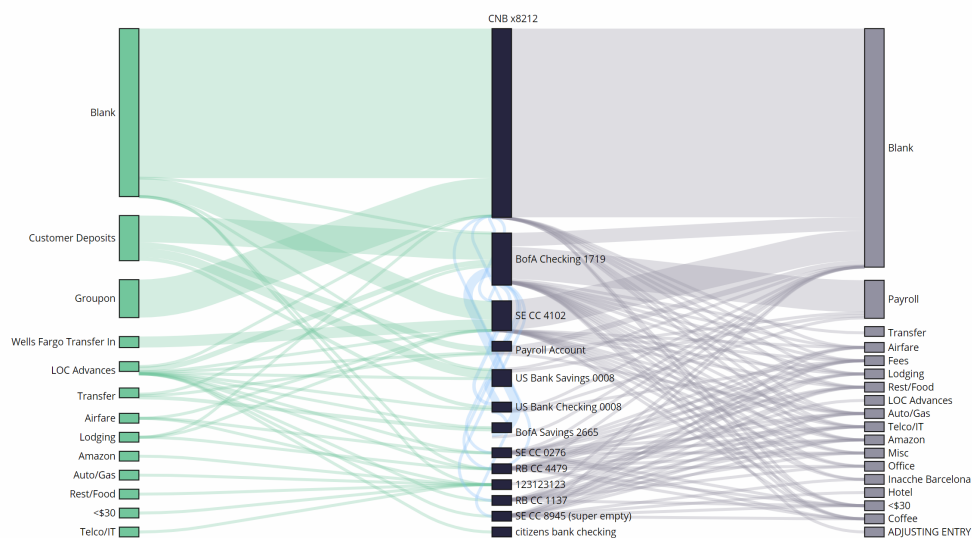 CNB x8212
Blank
Customer Deposits
Groupon
Wells Fargo Transfer In
LOC Advances
Transfer
Airfare
Lodging
Amazon
Auto/Gas
Rest/Food
<$30
Telco/IT
BofA Checking 1719
SE CC 4102
Payroll Account
US Bank Savings 0008
US Bank Checking 0008
BofA Savings 2665
SE CC 0276
RB CC 4479
123123123
RB CC 1137
SE CC 8945 (super empty)
citizens bank checking
Blank
Payroll
Transfer
Airfare
Fees
Lodging
Rest/Food
LOC Advances
Auto/Gas
Telco/IT
Amazon
Misc
Office
Inacche Barcelona
Hotel
<$30
Coffee
ADJUSTING ENTRY